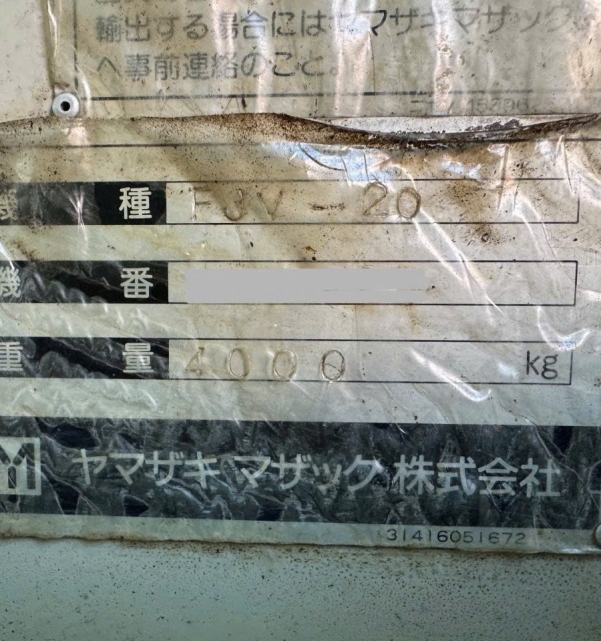 輸出する場合にはヤマザキマザック
へ事前連絡のこと。
機 種 FJV-20
機 番
重 量 4000 kg
ヤマザキ マザック 株式会社
31416051672